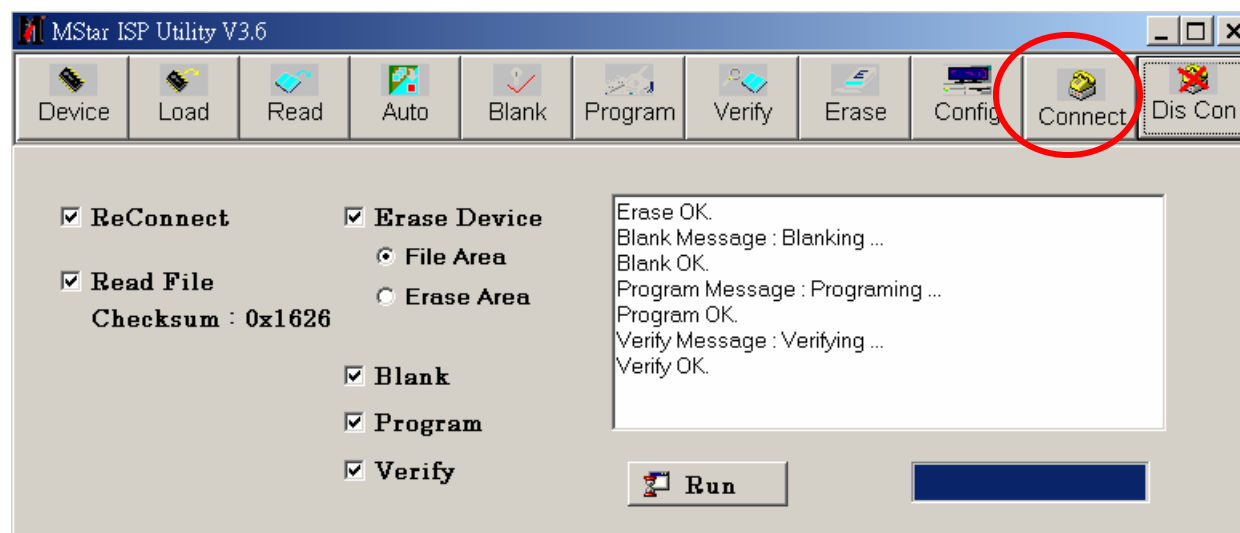 MStar ISP Utility V3.6
Device Load Read Auto Blank Program Verify Erase Config Connect Dis Con
ReConnect
Read File
Checksum : 0x1626
Erase Device
File Area
Erase Area
Blank
Program
Verify
Erase OK.
Blank Message : Blanking ...
Blank OK.
Program Message : Programing ...
Program OK.
Verify Message : Verifying ...
Verify OK.
Run